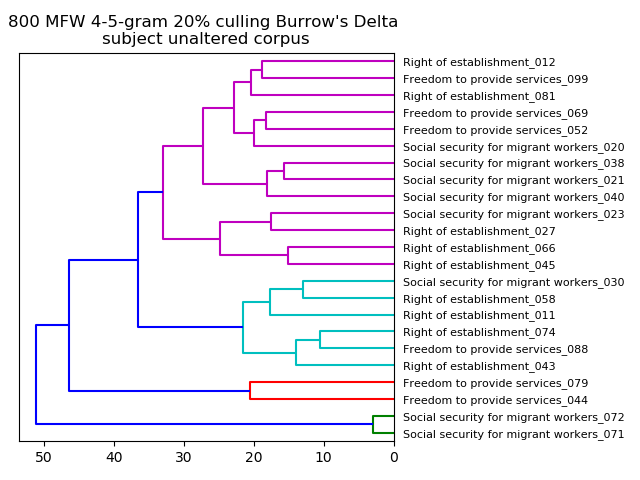 800 MFW 4-5-gram 20% culling Burrow's Delta
subject unaltered corpus
Right of establishment_012
Freedom to provide services_099
Right of establishment_081
Freedom to provide services_069
Freedom to provide services_052
Social security for migrant workers_020
Social security for migrant workers_038
Social security for migrant workers_021
Social security for migrant workers_040
Social security for migrant workers_023
Right of establishment_027
Right of establishment_066
Right of establishment_045
Social security for migrant workers_030
Right of establishment_058
Right of establishment_011
Right of establishment_074
Freedom to provide services_088
Right of establishment_043
Freedom to provide services_079
Freedom to provide services_044
Social security for migrant workers_072
Social security for migrant workers_071
50 40 30 20 10 0